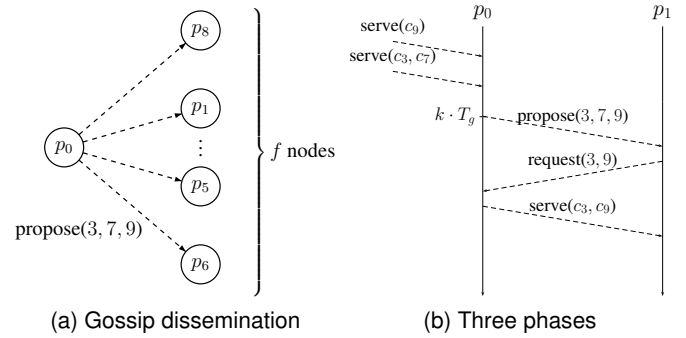 p₈
p₁
⋮
p₀
p₅
f nodes
propose(3, 7, 9)
p₆
(a) Gossip dissemination
p₀
p₁
serve(c₉)
serve(c₃, c₇)
k · T_g
propose(3, 7, 9)
request(3, 9)
serve(c₃, c₉)
(b) Three phases